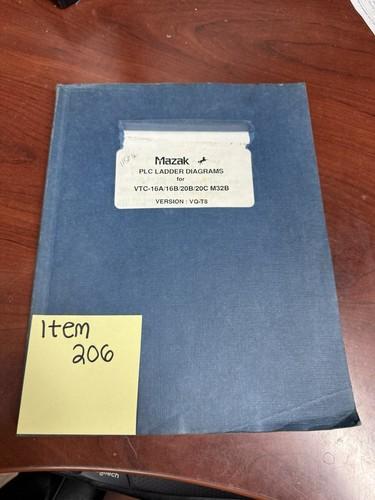 Mazak
PLC LADDER DIAGRAMS
for
VTC-16A/16B/20B/20C M32B
VERSION : VQ-T8
Item
206